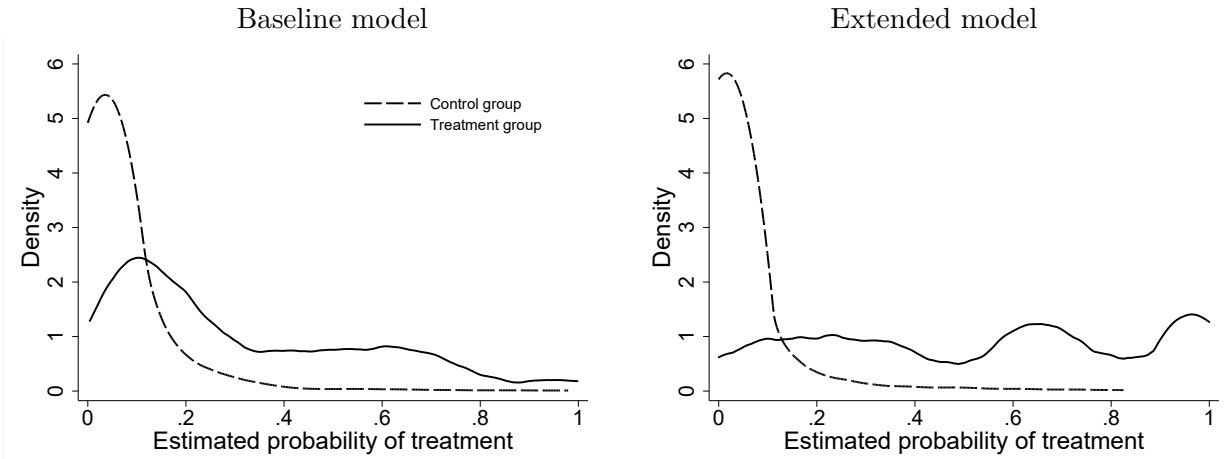 Baseline model
6
5
4
3
2
1
0
Density
Control group
Treatment group
0 .2 .4 .6 .8 1
Estimated probability of treatment
Extended model
6
5
4
3
2
1
0
Density
0 .2 .4 .6 .8 1
Estimated probability of treatment